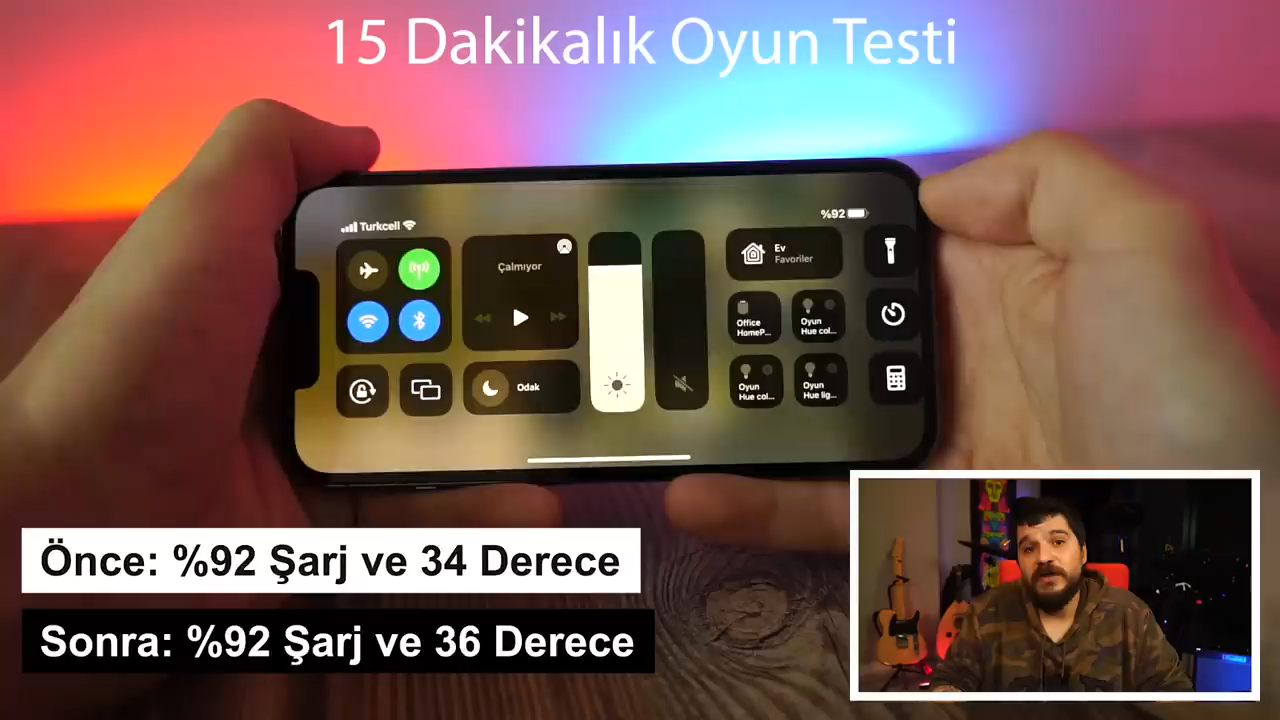 15 Dakikalık Oyun Testi
Turkcell
%92
Çalmıyor
Ev
Favoriler
Office
HomeP...
Oyun
Hue col...
Odak
Oyun
Hue col...
Oyun
Hue lig...
Önce: %92 Şarj ve 34 Derece
Sonra: %92 Şarj ve 36 Derece